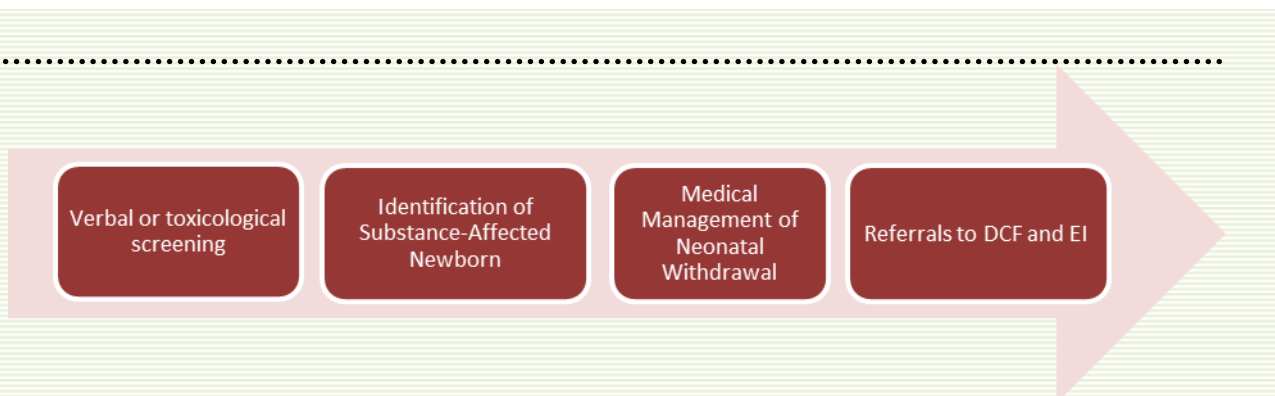 Verbal or toxicological
screening
Identification of
Substance-Affected
Newborn
Medical
Management of
Neonatal
Withdrawal
Referrals to DCF and EI